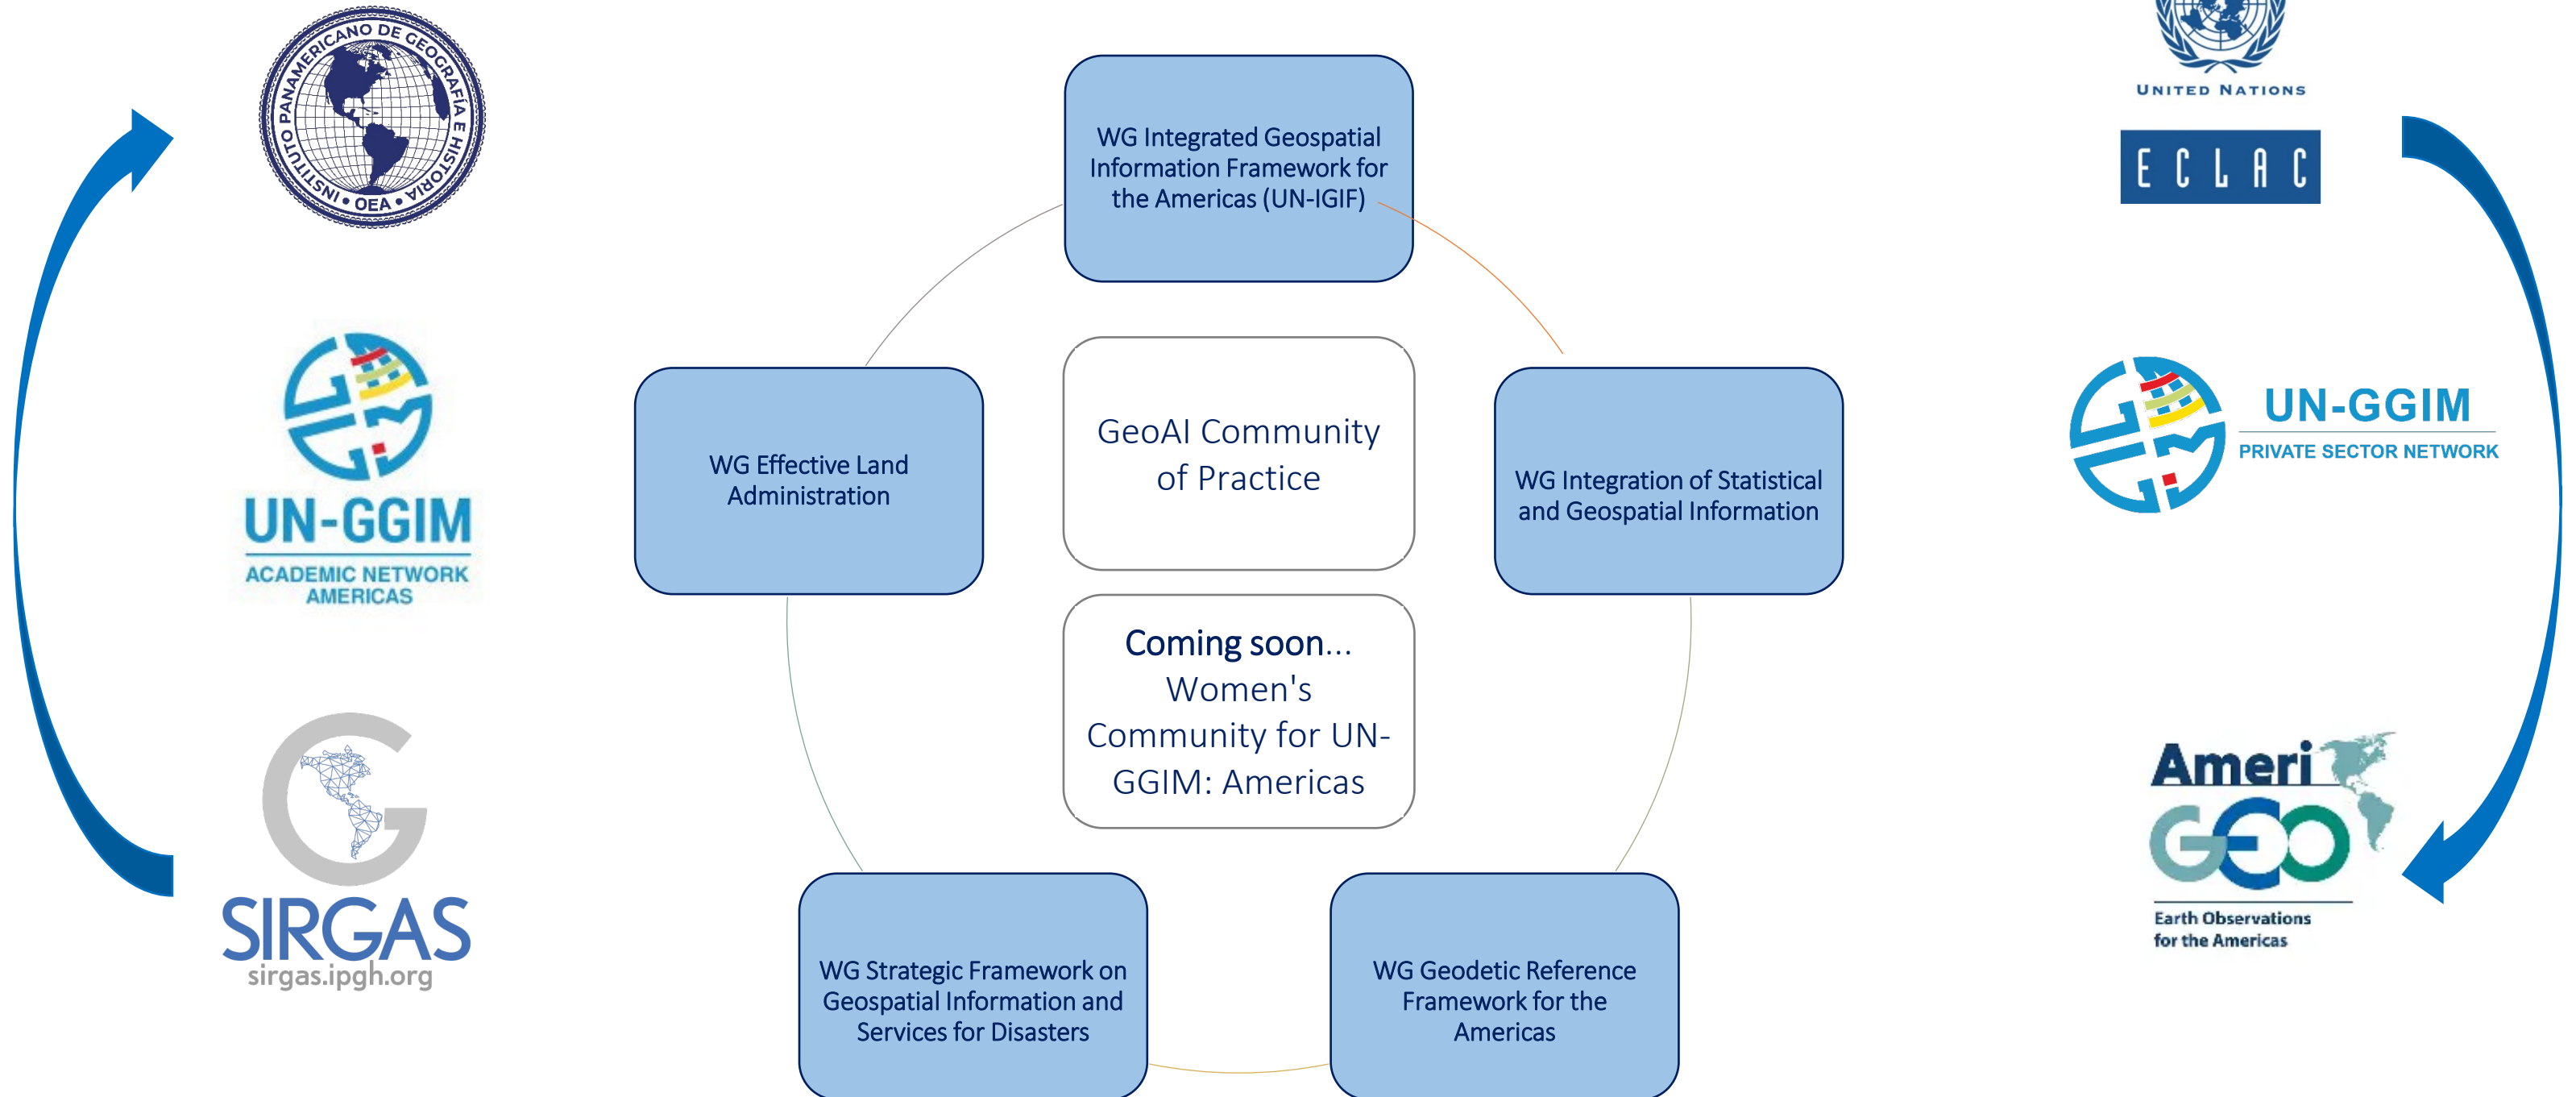 INSTITUTO PANAMERICANO DE GEOGRAFÍA E HISTORIA
• OEA •
UN-GGIM
ACADEMIC NETWORK
AMERICAS
SIRGAS
sirgas.ipgh.org
WG Integrated Geospatial
Information Framework for
the Americas (UN-IGIF)
WG Effective Land
Administration
GeoAI Community
of Practice
WG Integration of Statistical
and Geospatial Information
Coming soon...
Women's
Community for UN-
GGIM: Americas
WG Strategic Framework on
Geospatial Information and
Services for Disasters
WG Geodetic Reference
Framework for the
Americas
UNITED NATIONS
ECLAC
UN-GGIM
PRIVATE SECTOR NETWORK
Ameri
GEO
Earth Observations
for the Americas